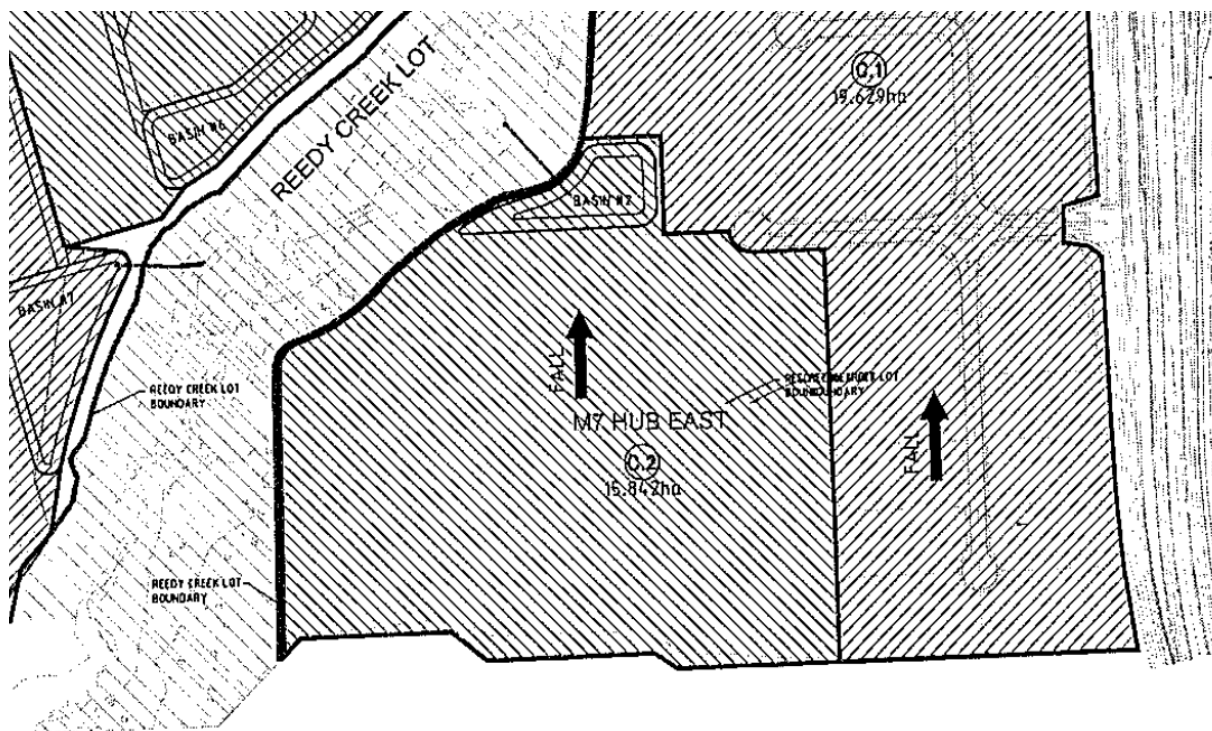 C.1
19.629ha
BASIN #6
REEDY CREEK LOT
BASIN #2
BASIN #7
FALL
REEDY CREEK LOT
BOUNDARY
M7 HUB EAST
C.2
15.842ha
FALL
REEDY CREEK LOT
BOUNDARY